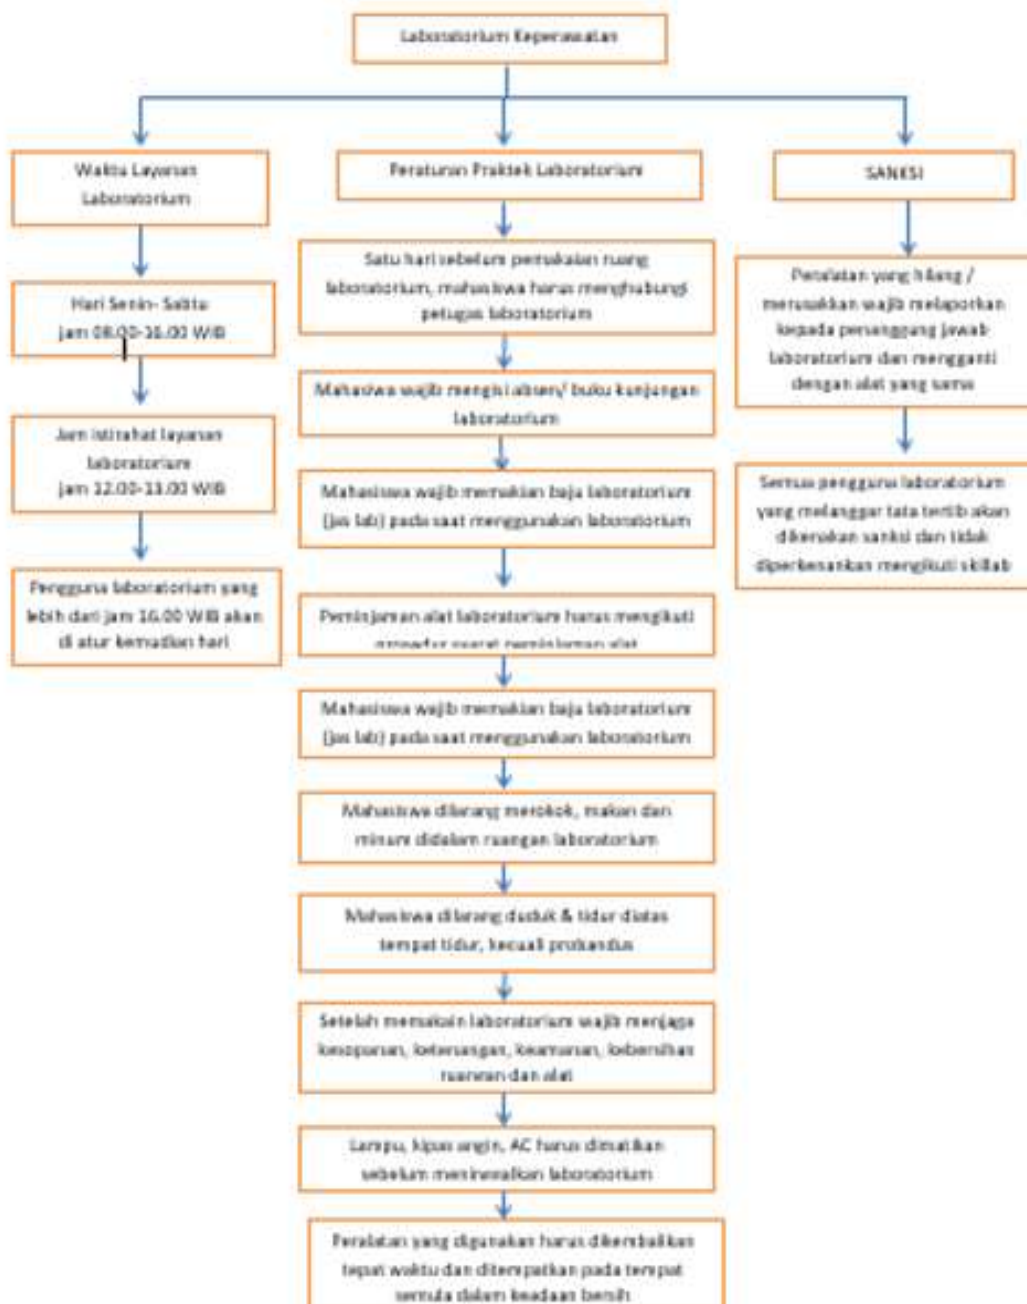 Laboratorium Keperawatan
Waktu Layanan
Laboratorium
Hari Senin- Sabtu
jam 08.00-16.00 WIB
Jam istirahat layanan
laboratorium
jam 12.00-13.00 WIB
Pengguna laboratorium yang
lebih dari jam 16.00 WIB akan
di atur kemudian hari
Peraturan Praktek Laboratorium
Satu hari sebelum pemakaian ruang
laboratorium, mahasiswa harus menghubungi
petugas laboratorium
Mahasiwa wajib mengisi absen/ buku kunjungan
laboratorium
Mahasiswa wajib memakian baju laboratorium
(jas lab) pada saat menggunakan laboratorium
Peminjaman alat laboratorium harus mengikuti
peminjaman alat
Mahasiswa wajib memakian baju laboratorium
(jas lab) pada saat menggunakan laboratorium
Mahasiswa dilarang merokok, makan dan
minum didalam ruangan laboratorium
Mahasiswa dilarang duduk & tidur diatas
tempat tidur, kecuali probandus
Setelah memakain laboratorium wajib menjaga
kesopanan, ketenangan, keamanan, kebersihan
ruangan dan alat
Lampu, kipas angin, AC harus dimatikan
sebelum meninggalkan laboratorium
Peralatan yang digunakan harus dikembalikan
tepat waktu dan ditempatkan pada tempat
semula dalam keadaan bersih
SANKSI
Peralatan yang hilang /
merusakkan wajib melaporkan
kepada penanggung jawab
laboratorium dan mengganti
dengan alat yang sama
Semua pengguna laboratorium
yang melanggar tata tertib akan
dikenakan sanksi dan tidak
diperkenankan mengikuti skillab